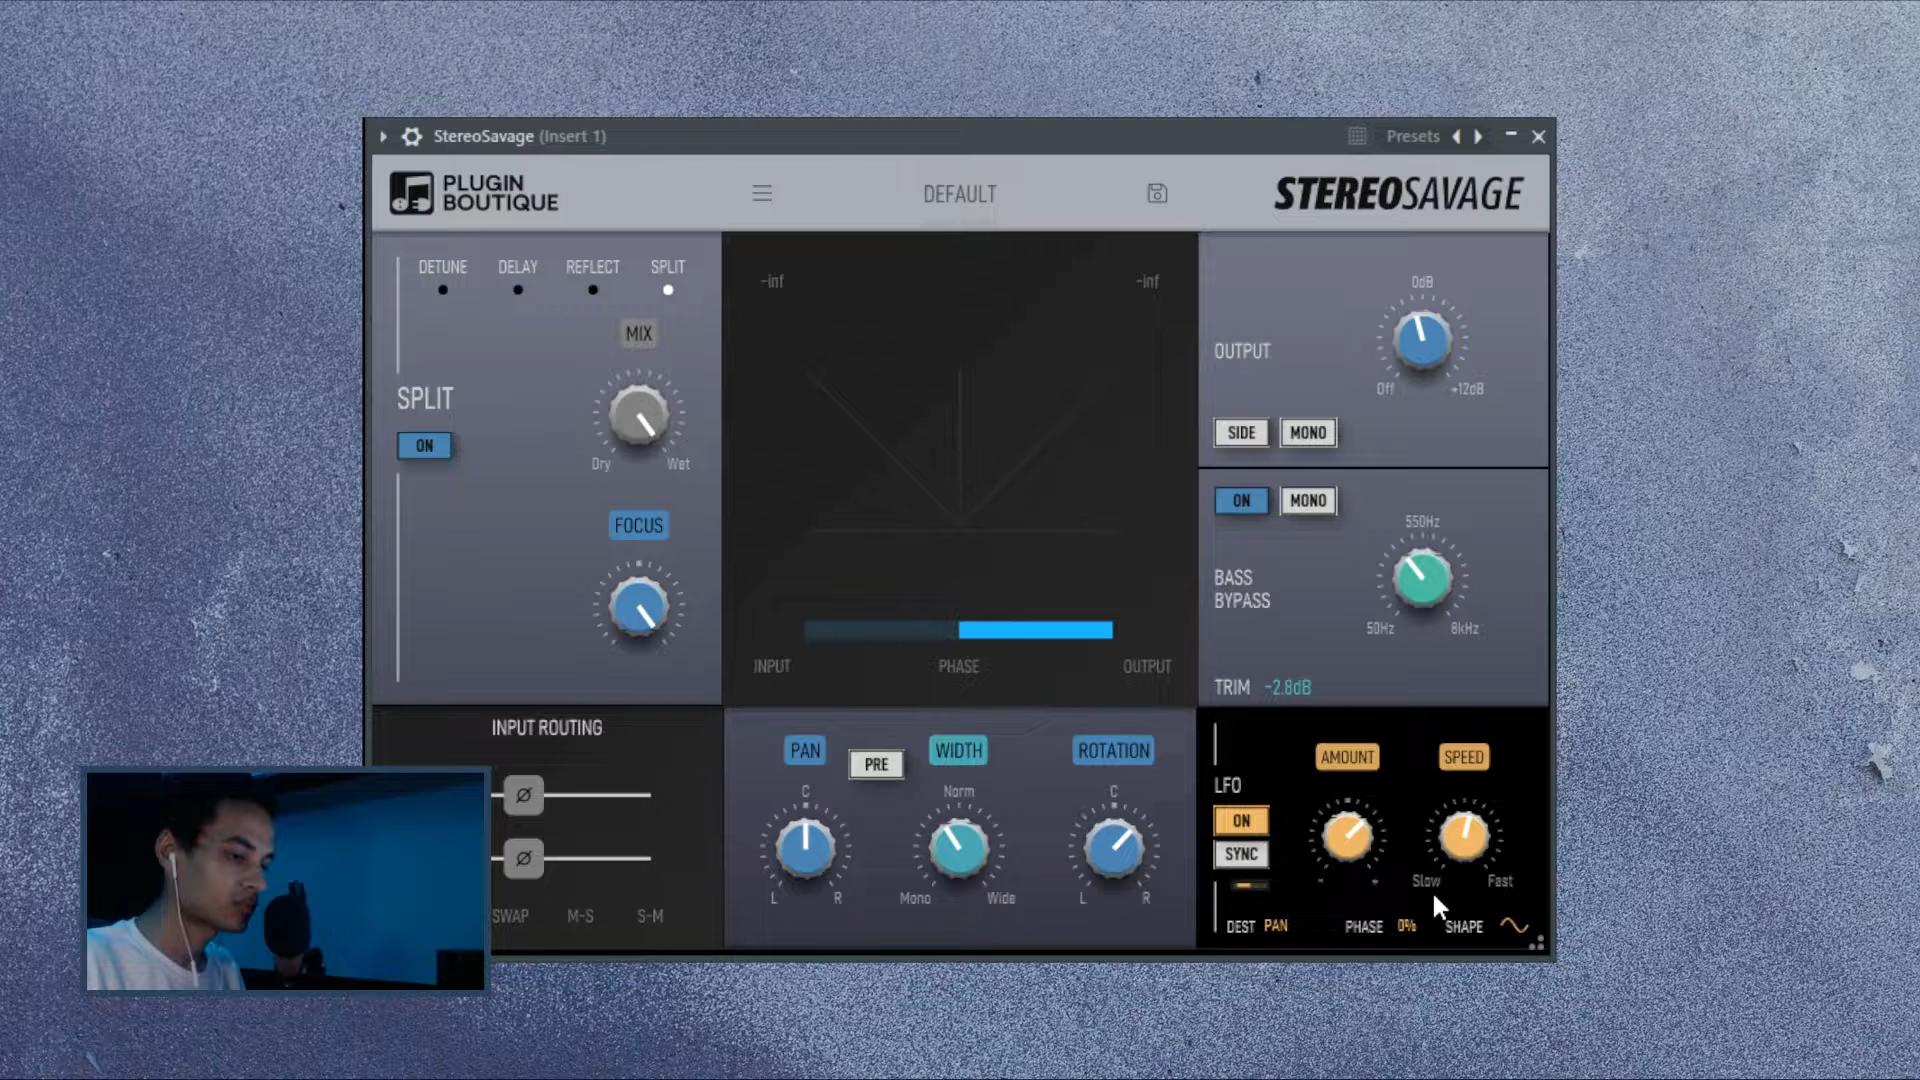 StereoSavage (Insert 1)
Presets
PLUGIN
BOUTIQUE
DEFAULT
STEREOSAVAGE
DETUNE DELAY REFLECT SPLIT
MIX
SPLIT
ON
Dry Wet
FOCUS
-inf -inf
INPUT PHASE OUTPUT
0dB
OUTPUT
Off +12dB
SIDE MONO
ON MONO
550Hz
BASS
BYPASS
50Hz 8kHz
TRIM -2.8dB
INPUT ROUTING
Ø
Ø
SWAP M-S S-M
PAN PRE WIDTH ROTATION
C Norm C
L R Mono Wide L R
AMOUNT SPEED
LFO
ON
SYNC
- + Slow Fast
DEST PAN PHASE 0% SHAPE